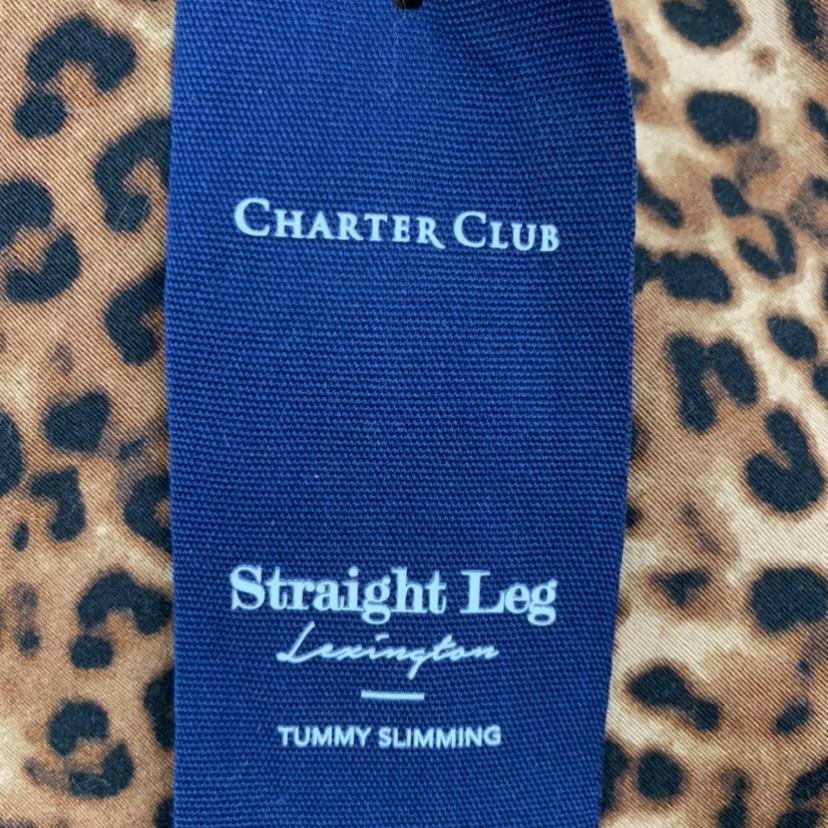 CHARTER CLUB
Straight Leg
Lexington
TUMMY SLIMMING